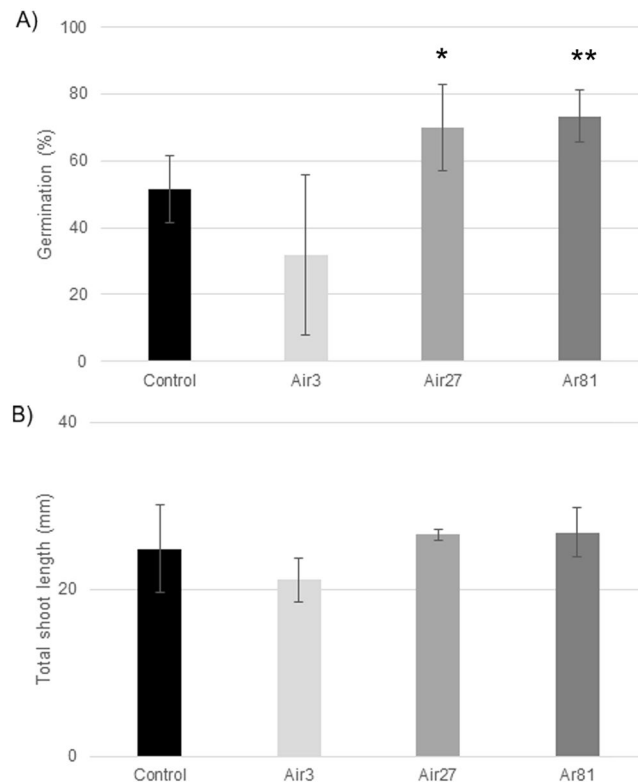 A)
100
80
60
40
20
0
Germination (%)
* **
Control Air3 Air27 Ar81
B)
40
20
0
Total shoot length (mm)
Control Air3 Air27 Ar81